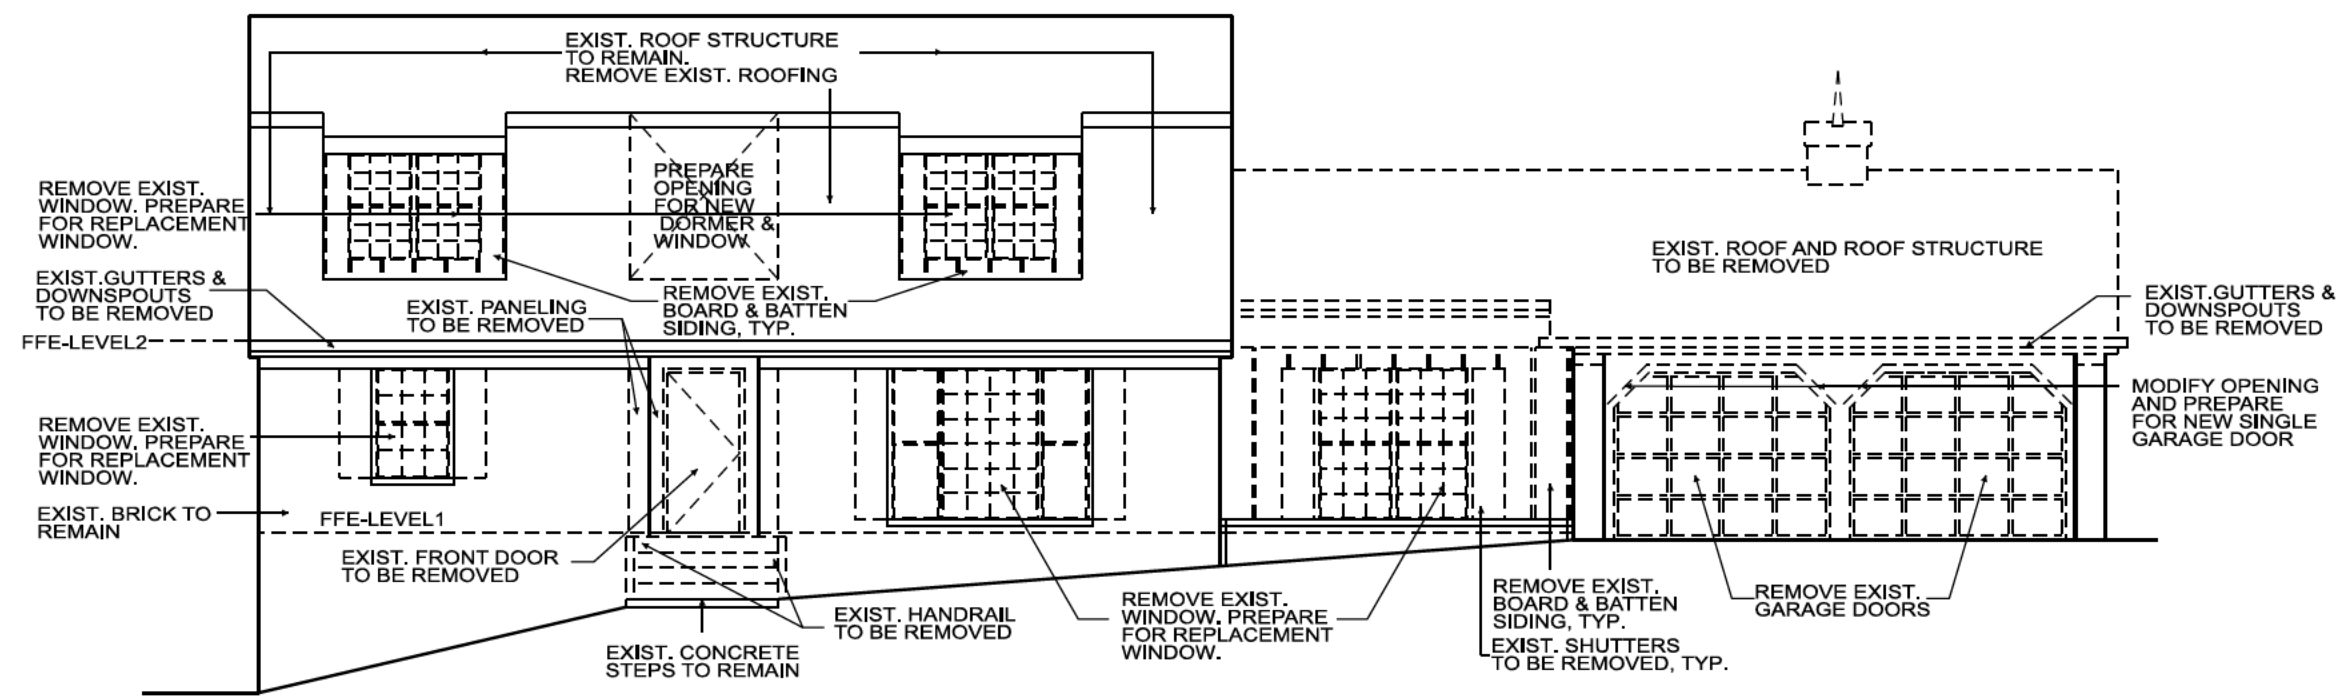 EXIST. ROOF STRUCTURE
TO REMAIN.
REMOVE EXIST. ROOFING
REMOVE EXIST.
WINDOW. PREPARE
FOR REPLACEMENT
WINDOW.
PREPARE
OPENING
FOR NEW
DORMER &
WINDOW
EXIST. ROOF AND ROOF STRUCTURE
TO BE REMOVED
EXIST.GUTTERS &
DOWNSPOUTS
TO BE REMOVED
EXIST. PANELING
TO BE REMOVED
REMOVE EXIST.
BOARD & BATTEN
SIDING, TYP.
EXIST.GUTTERS &
DOWNSPOUTS
TO BE REMOVED
FFE-LEVEL2
MODIFY OPENING
AND PREPARE
FOR NEW SINGLE
GARAGE DOOR
REMOVE EXIST.
WINDOW. PREPARE
FOR REPLACEMENT
WINDOW.
EXIST. BRICK TO
REMAIN
FFE-LEVEL1
EXIST. FRONT DOOR
TO BE REMOVED
EXIST. CONCRETE
STEPS TO REMAIN
EXIST. HANDRAIL
TO BE REMOVED
REMOVE EXIST.
WINDOW. PREPARE
FOR REPLACEMENT
WINDOW.
REMOVE EXIST.
BOARD & BATTEN
SIDING, TYP.
EXIST. SHUTTERS
TO BE REMOVED, TYP.
REMOVE EXIST.
GARAGE DOORS